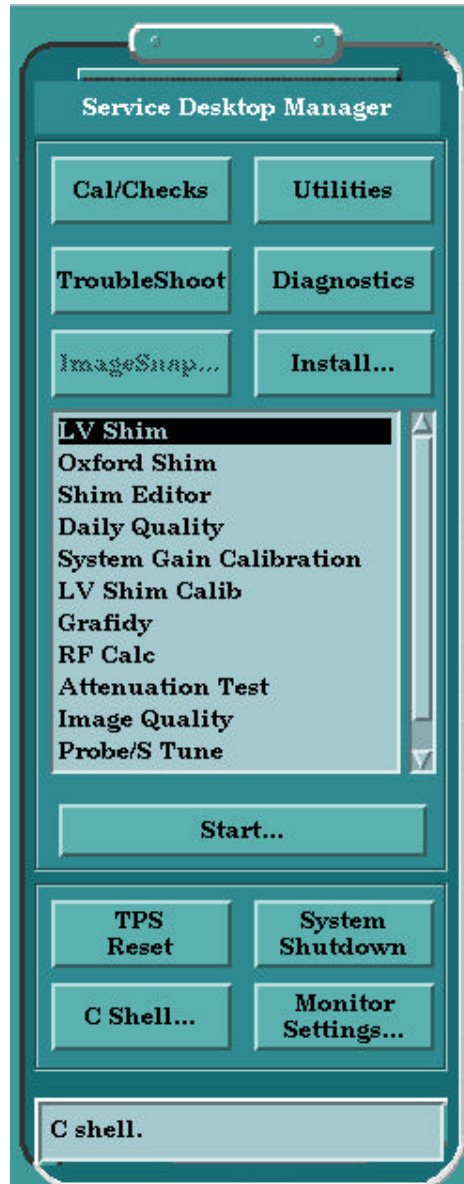 Service Desktop Manager
Cal/Checks
Utilities
TroubleShoot
Diagnostics
ImageSnap...
Install...
LV Shim
Oxford Shim
Shim Editor
Daily Quality
System Gain Calibration
LV Shim Calib
Grafidy
RF Calc
Attenuation Test
Image Quality
Probe/S Tune
Start...
TPS
Reset
System
Shutdown
C Shell...
Monitor
Settings...
C shell.